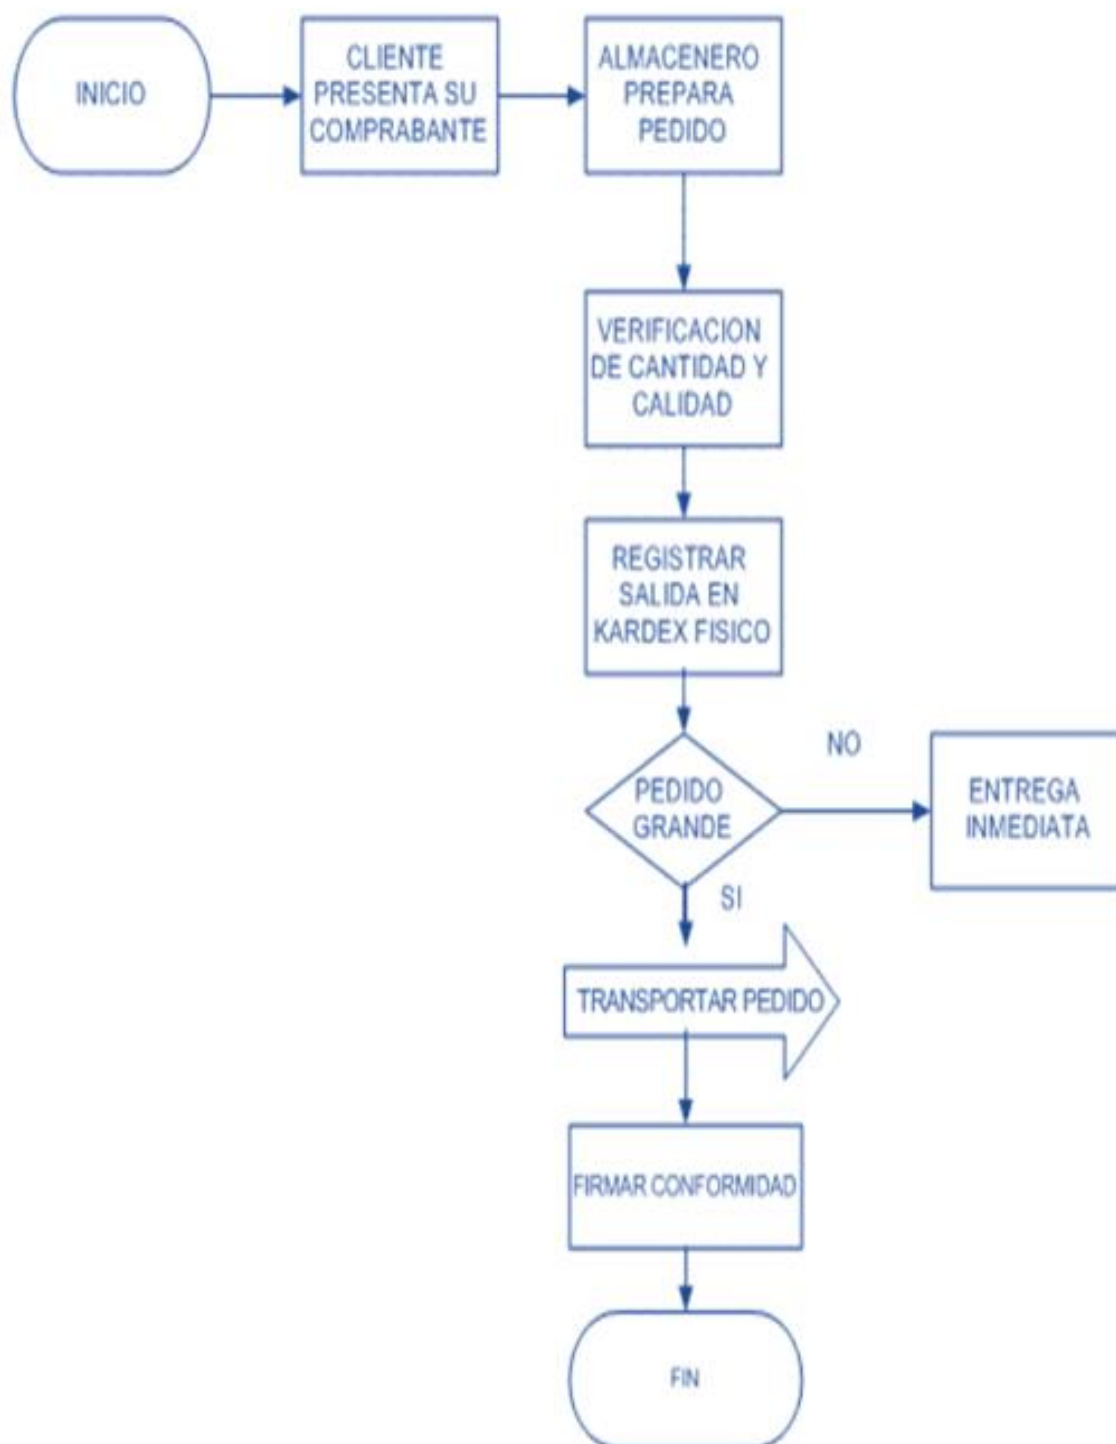 INICIO
CLIENTE
PRESENTA SU
COMPRABANTE
ALMACENERO
PREPARA
PEDIDO
VERIFICACION
DE CANTIDAD Y
CALIDAD
REGISTRAR
SALIDA EN
KARDEX FISICO
PEDIDO
GRANDE
NO
ENTREGA
INMEDIATA
SI
TRANSPORTAR PEDIDO
FIRMAR CONFORMIDAD
FIN